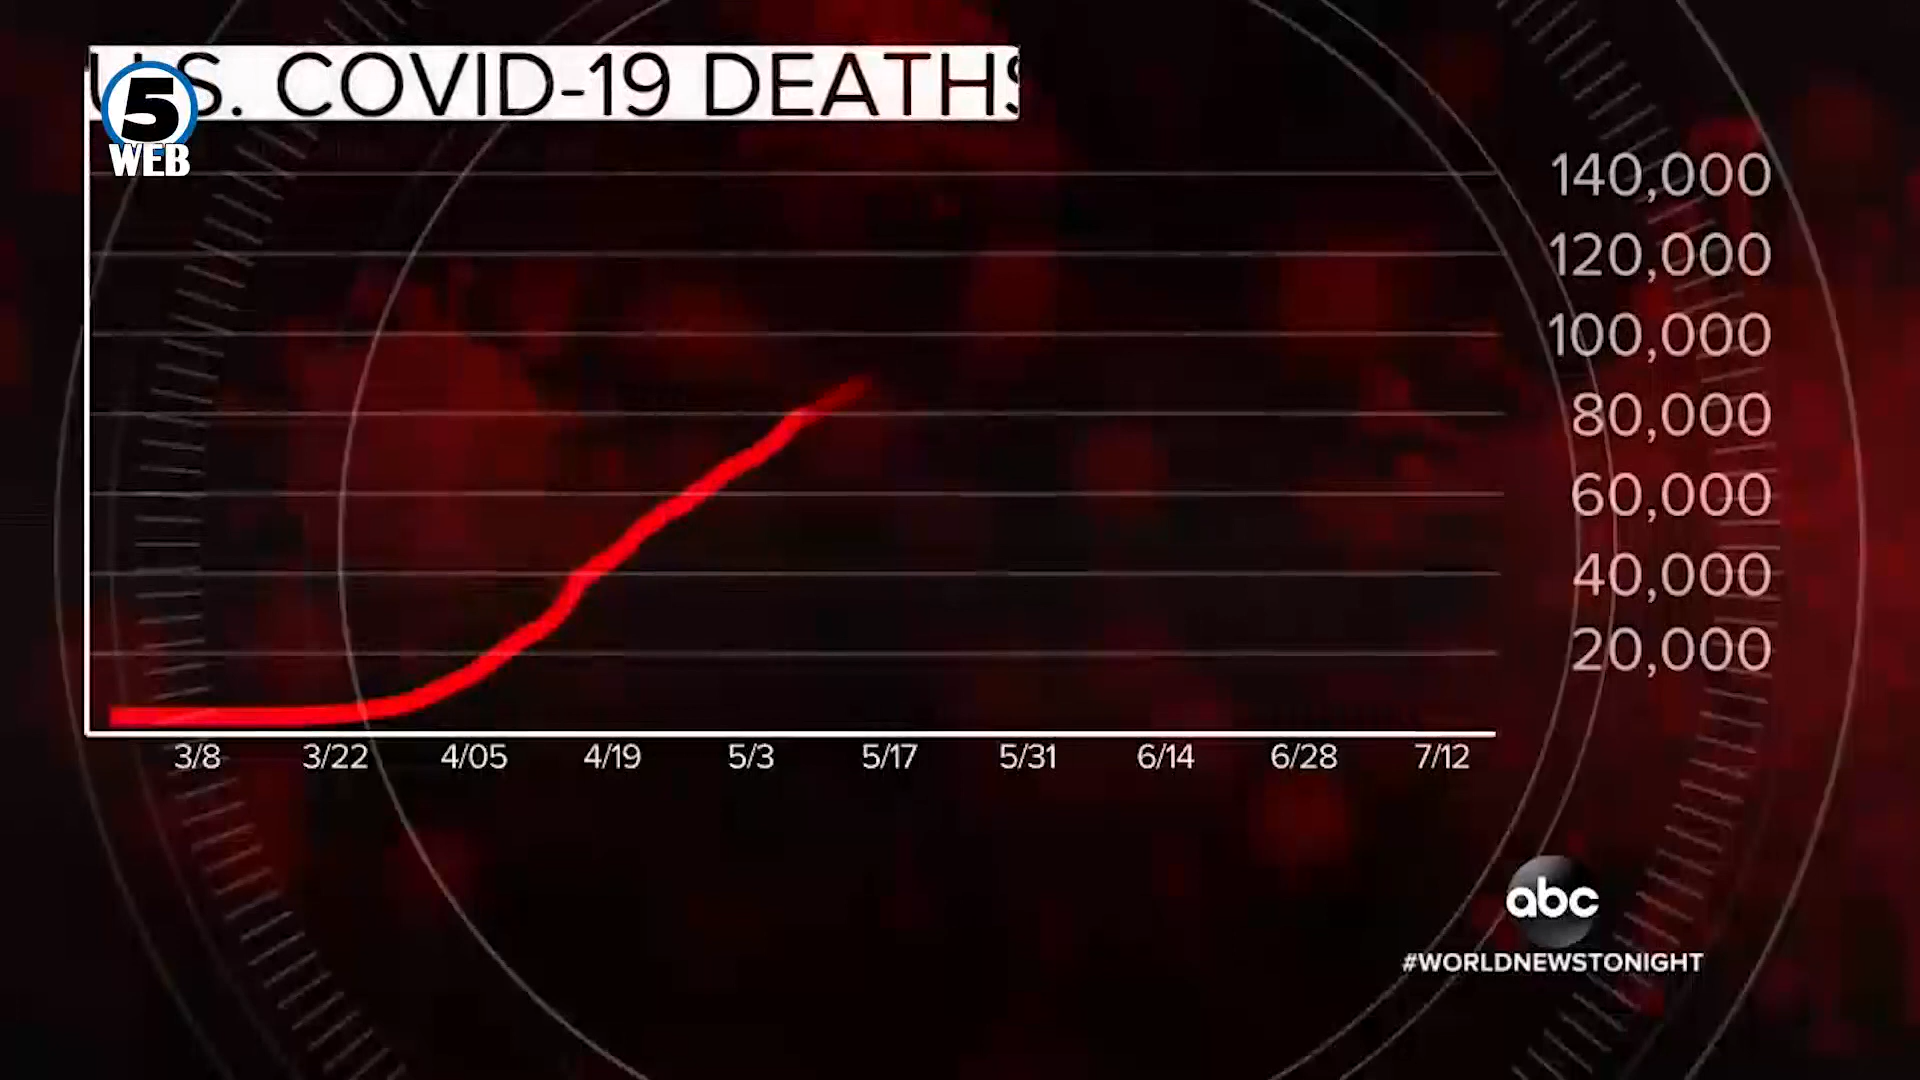 U.S. COVID-19 DEATHS
5
WEB
140,000
120,000
100,000
80,000
60,000
40,000
20,000
3/8 3/22 4/05 4/19 5/3 5/17 5/31 6/14 6/28 7/12
abc
#WORLDNEWSTONIGHT